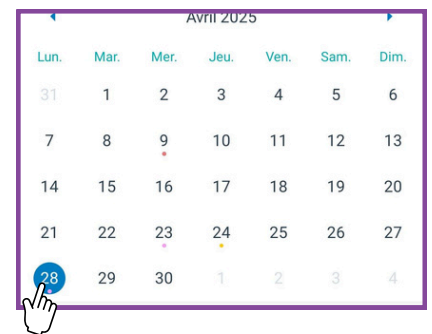 Avril 2025
Lun. Mar. Mer. Jeu. Ven. Sam. Dim.
31 1 2 3 4 5 6
7 8 9 10 11 12 13
14 15 16 17 18 19 20
21 22 23 24 25 26 27
28 29 30 1 2 3 4